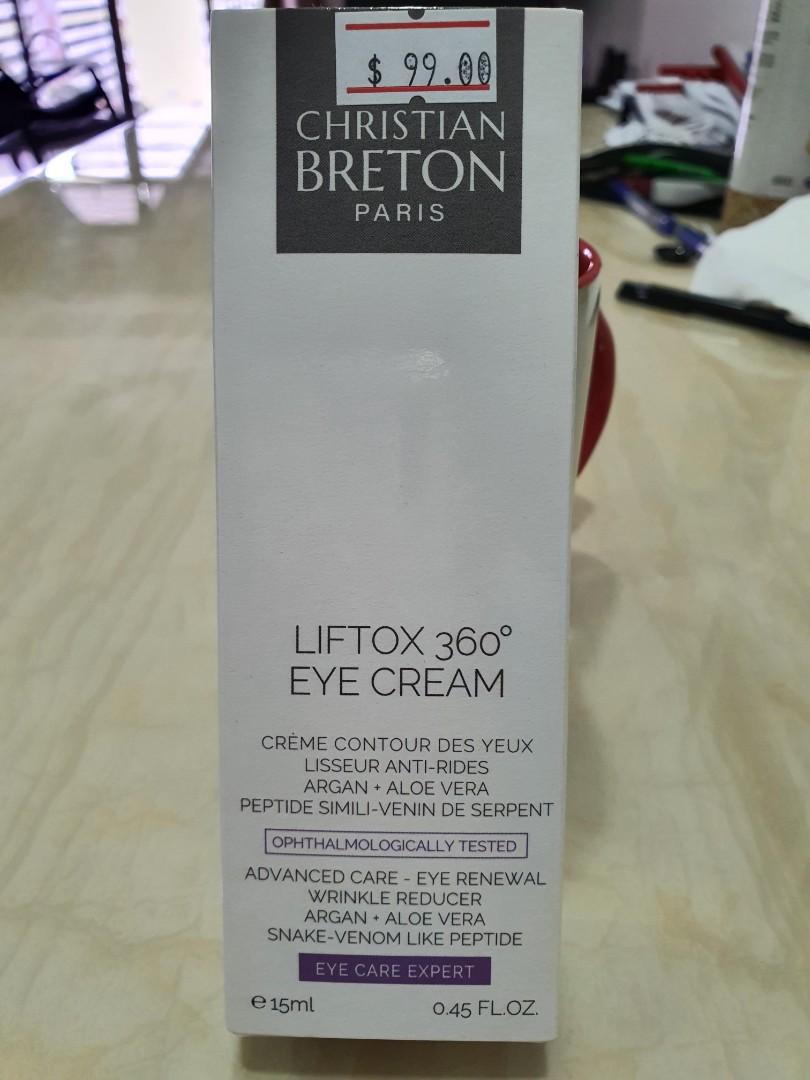 $ 99.00
CHRISTIAN
BRETON
PARIS
LIFTOX 360°
EYE CREAM
CRÈME CONTOUR DES YEUX
LISSEUR ANTI-RIDES
ARGAN + ALOE VERA
PEPTIDE SIMILI-VENIN DE SERPENT
OPHTHALMOLOGICALLY TESTED
ADVANCED CARE - EYE RENEWAL
WRINKLE REDUCER
ARGAN + ALOE VERA
SNAKE-VENOM LIKE PEPTIDE
EYE CARE EXPERT
℮ 15ml 0.45 FL.OZ.